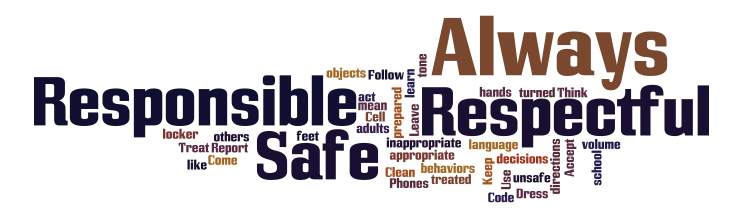 Always
tone
objects Follow
learn
Responsible
act
mean
Cell
adults
prepared
Leave
hands turned Think
Respectful
locker
others
feet
Treat Report
like Come
Safe
inappropriate
appropriate
language
volume
Clean
behaviors
Phones treated
Keep
decisions
Use
unsafe
directions
Accept
school
Code Dress